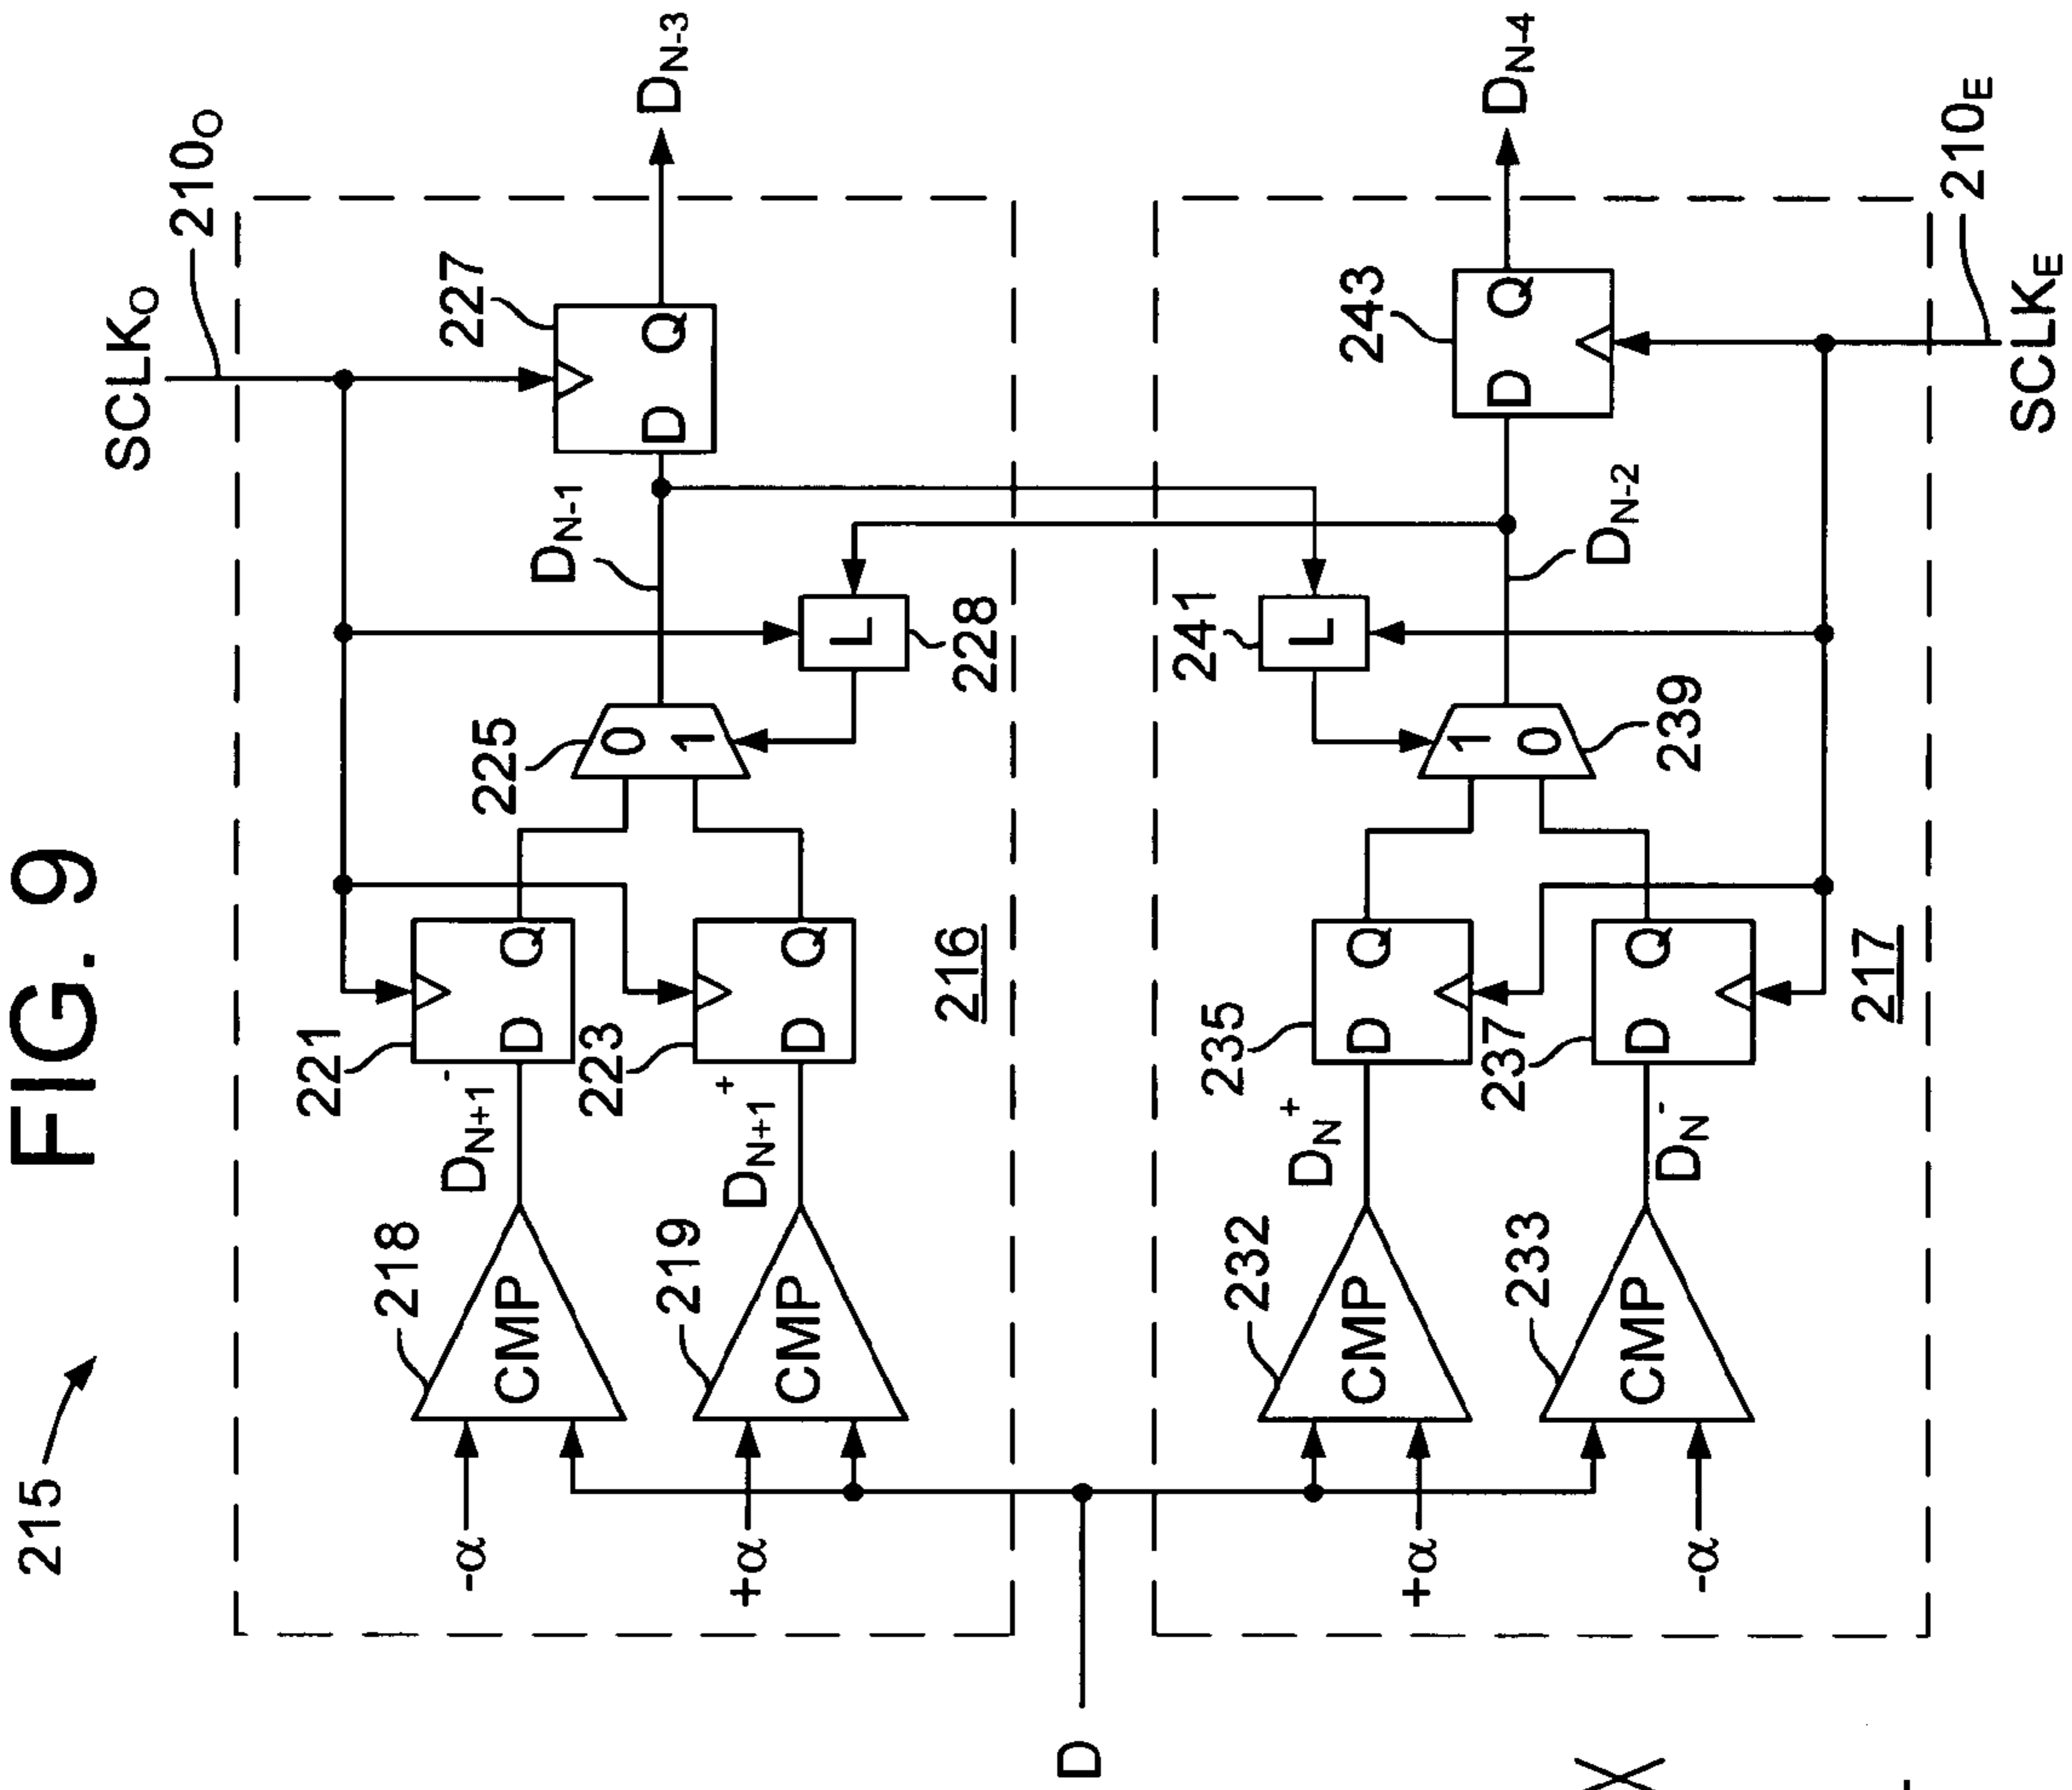 FIG. 9
215
SCLKO
210O
216
-α
218
CMP
DN+1-
221
D Q
225
0
1
DN-1
227
D Q
DN-3
+α
219
CMP
DN+1+
223
D Q
L
228
D
217
232
CMP
+α
DN+
235
D Q
241
L
1
0
239
DN-2
243
D Q
DN-4
233
CMP
-α
DN-
237
D Q
SCLKE
210E